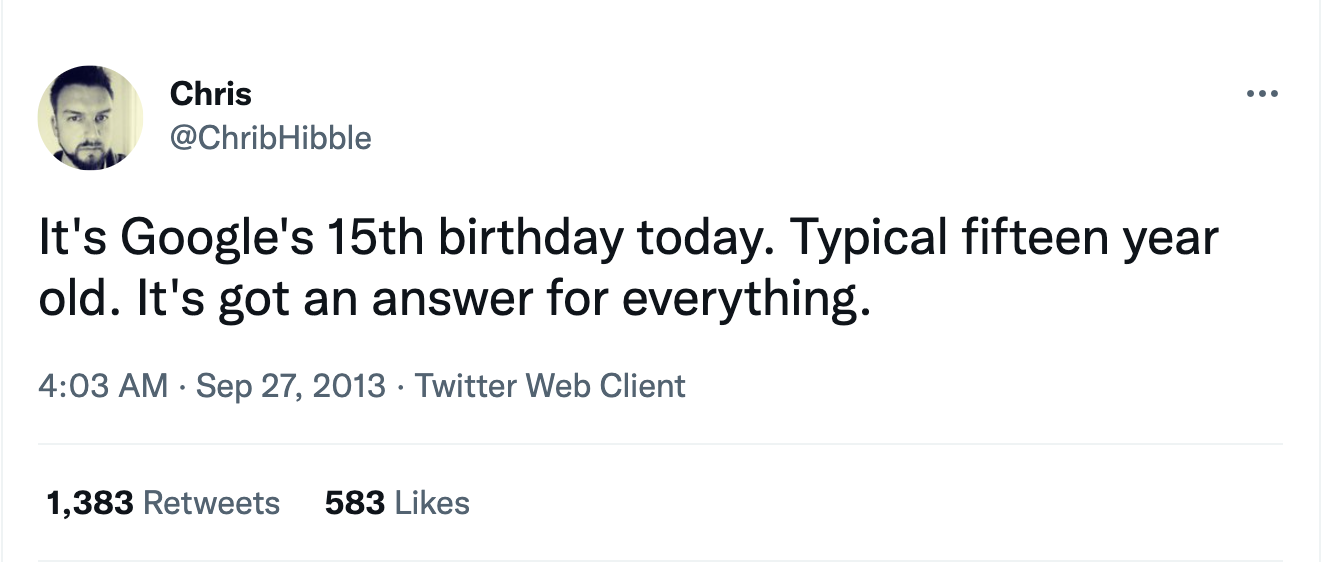 Chris
@ChribHibble
It's Google's 15th birthday today. Typical fifteen year
old. It's got an answer for everything.
4:03 AM · Sep 27, 2013 · Twitter Web Client
1,383 Retweets 583 Likes